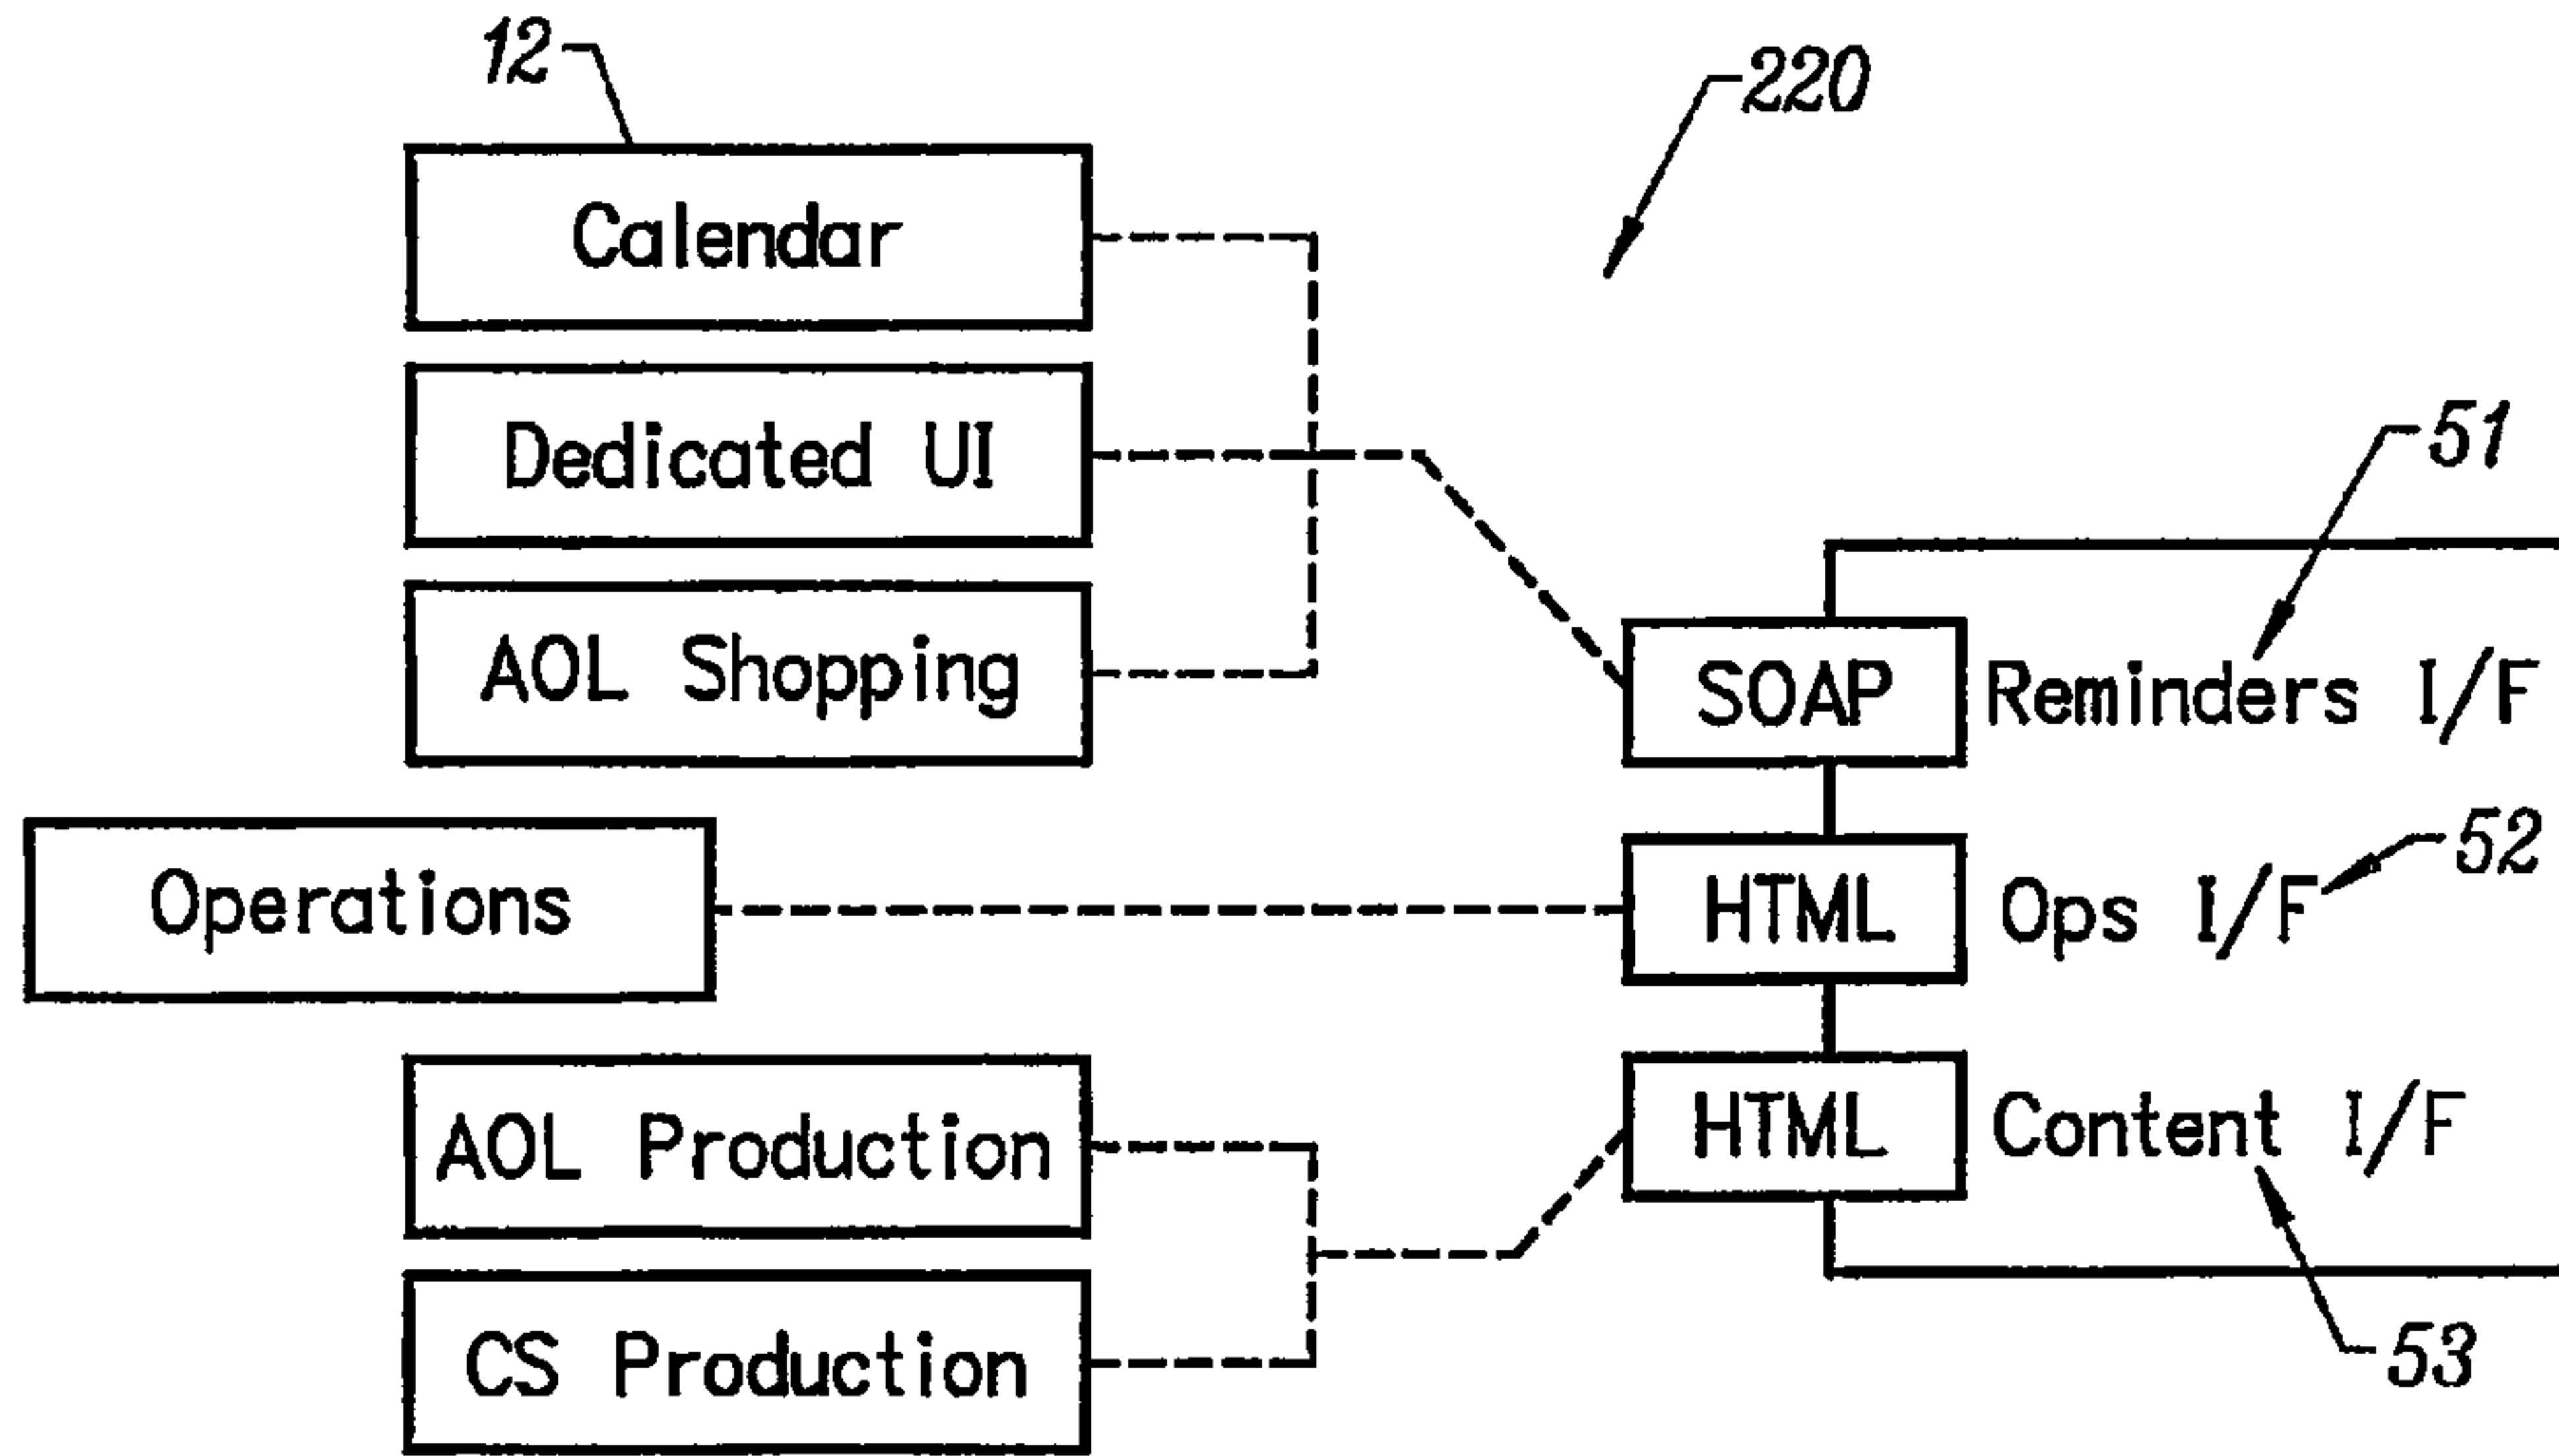 12
220
Calendar
Dedicated UI
51
AOL Shopping
SOAP Reminders I/F
Operations
HTML Ops I/F
52
AOL Production
HTML Content I/F
CS Production
53